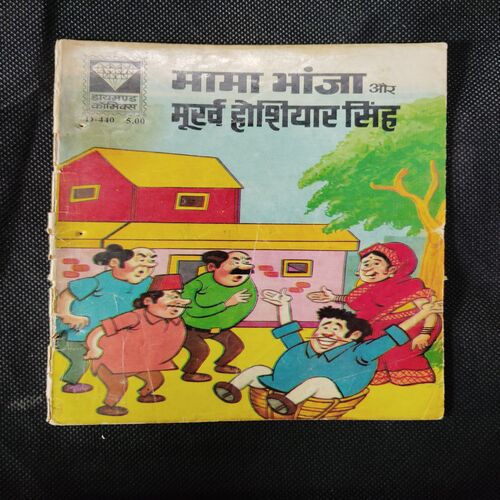 डायमण्ड
कॉमिक्स
D-440 5.00
मामा भांजा और
मूर्ख होशियार सिंह